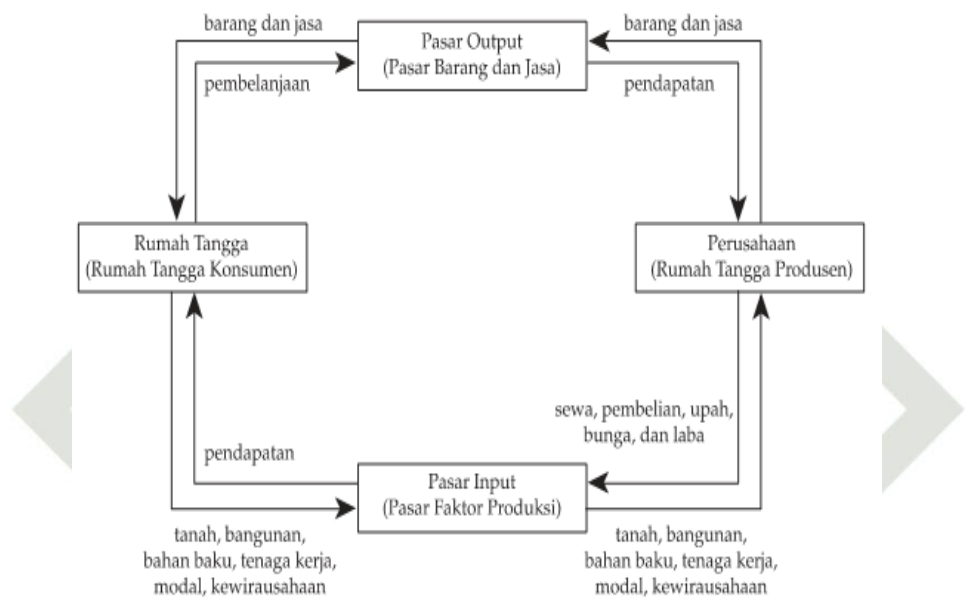 barang dan jasa
Pasar Output
(Pasar Barang dan Jasa)
barang dan jasa
pembelanjaan
pendapatan
Rumah Tangga
(Rumah Tangga Konsumen)
Perusahaan
(Rumah Tangga Produsen)
sewa, pembelian, upah,
bunga, dan laba
pendapatan
Pasar Input
(Pasar Faktor Produksi)
tanah, bangunan,
bahan baku, tenaga kerja,
modal, kewirausahaan
tanah, bangunan,
bahan baku, tenaga kerja,
modal, kewirausahaan